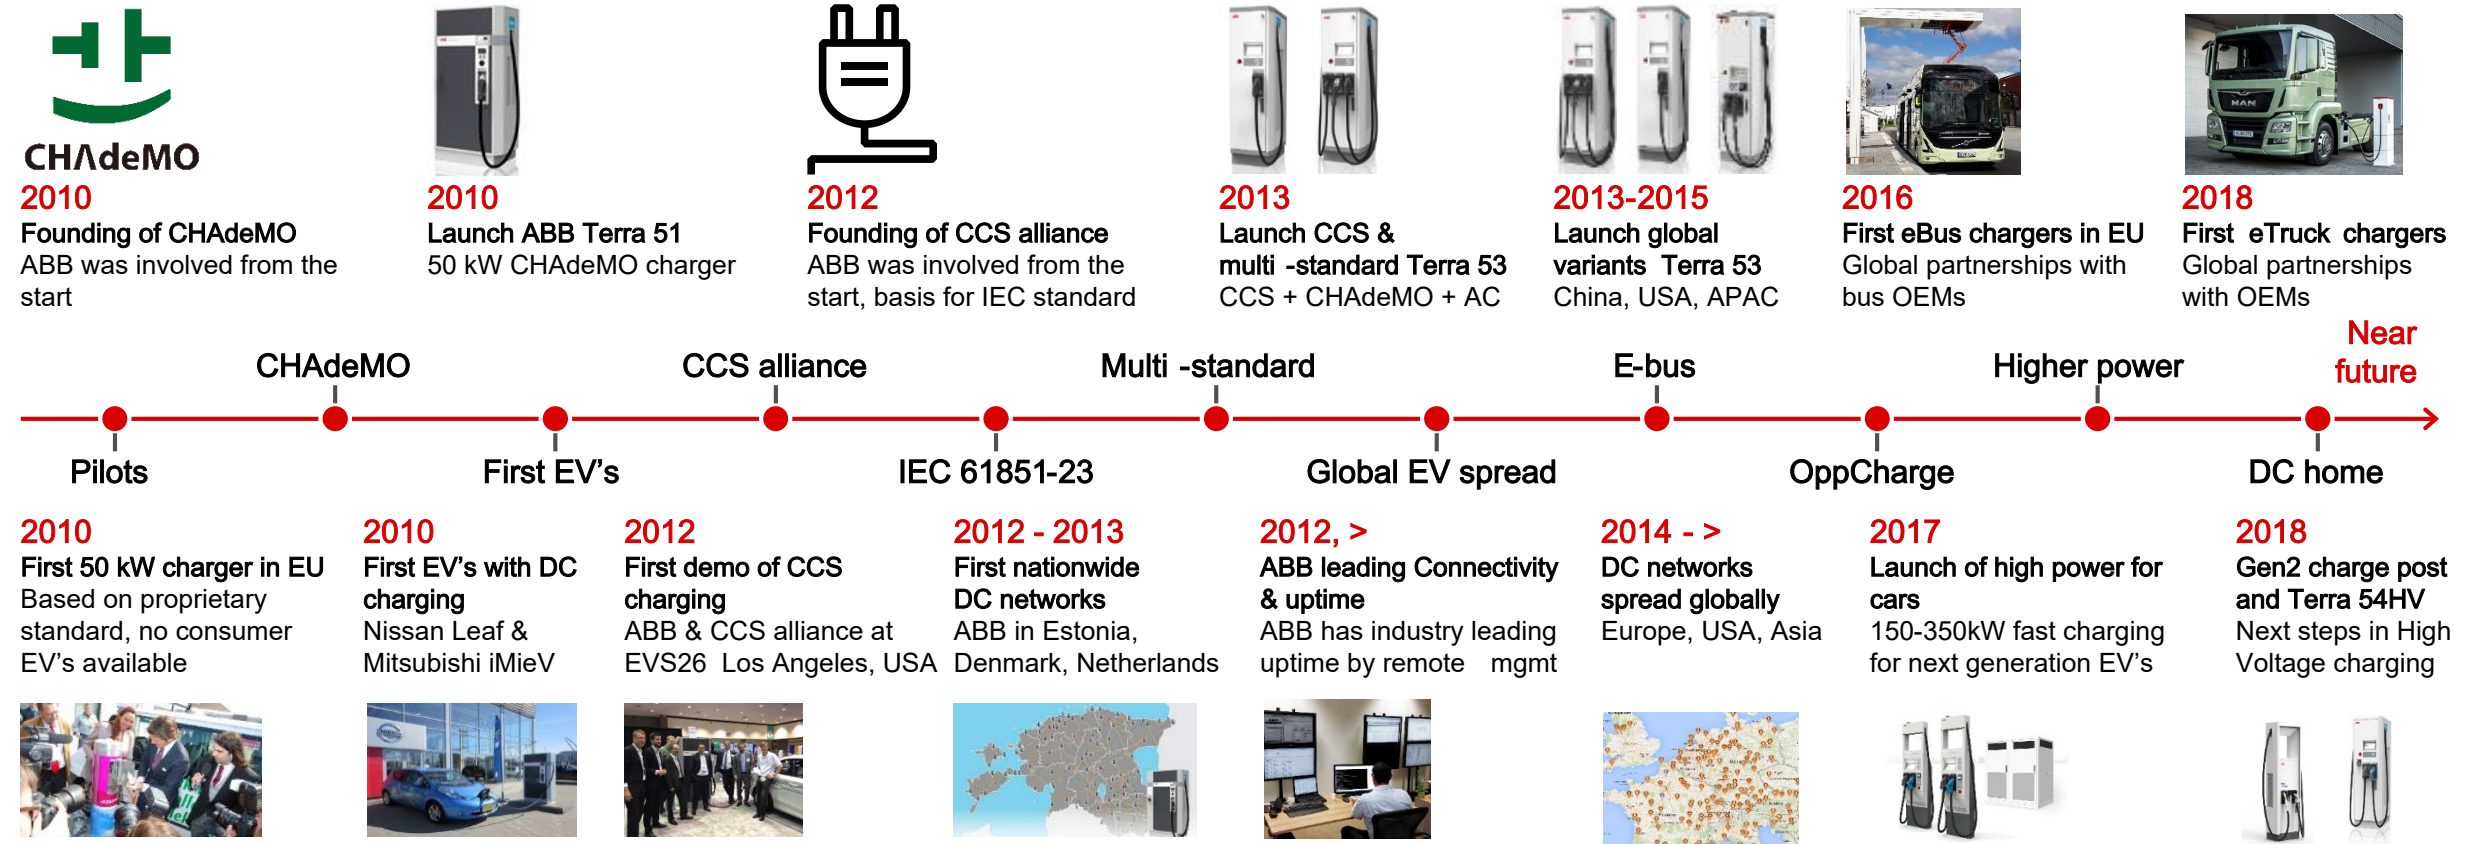 CHΛdeMO
2010
Founding of CHAdeMO
ABB was involved from the
start
2010
Launch ABB Terra 51
50 kW CHAdeMO charger
2012
Founding of CCS alliance
ABB was involved from the
start, basis for IEC standard
2013
Launch CCS &
multi -standard Terra 53
CCS + CHAdeMO + AC
2013-2015
Launch global
variants Terra 53
China, USA, APAC
2016
First eBus chargers in EU
Global partnerships with
bus OEMs
MAN
2018
First eTruck chargers
Global partnerships
with OEMs
Near
future
CHAdeMO
CCS alliance
Multi -standard
E-bus
Higher power
Pilots
First EV’s
IEC 61851-23
Global EV spread
OppCharge
DC home
2010
First 50 kW charger in EU
Based on proprietary
standard, no consumer
EV’s available
2010
First EV’s with DC
charging
Nissan Leaf &
Mitsubishi iMieV
2012
First demo of CCS
charging
ABB & CCS alliance at
EVS26 Los Angeles, USA
2012 - 2013
First nationwide
DC networks
ABB in Estonia,
Denmark, Netherlands
2012, >
ABB leading Connectivity
& uptime
ABB has industry leading
uptime by remote mgmt
2014 - >
DC networks
spread globally
Europe, USA, Asia
2017
Launch of high power for
cars
150-350kW fast charging
for next generation EV’s
2018
Gen2 charge post
and Terra 54HV
Next steps in High
Voltage charging